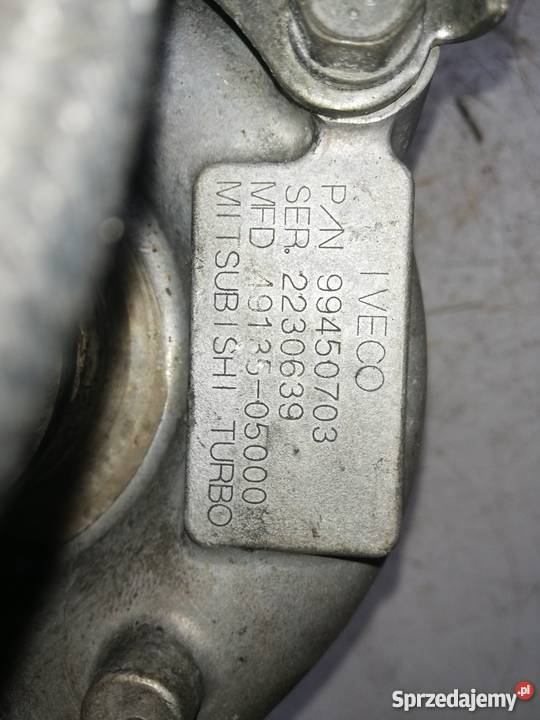 IVECO
P/N 99450703
SER. 2230639
MFD 49135-05000
MITSUBISHI TURBO
Sprzedajemy.pl